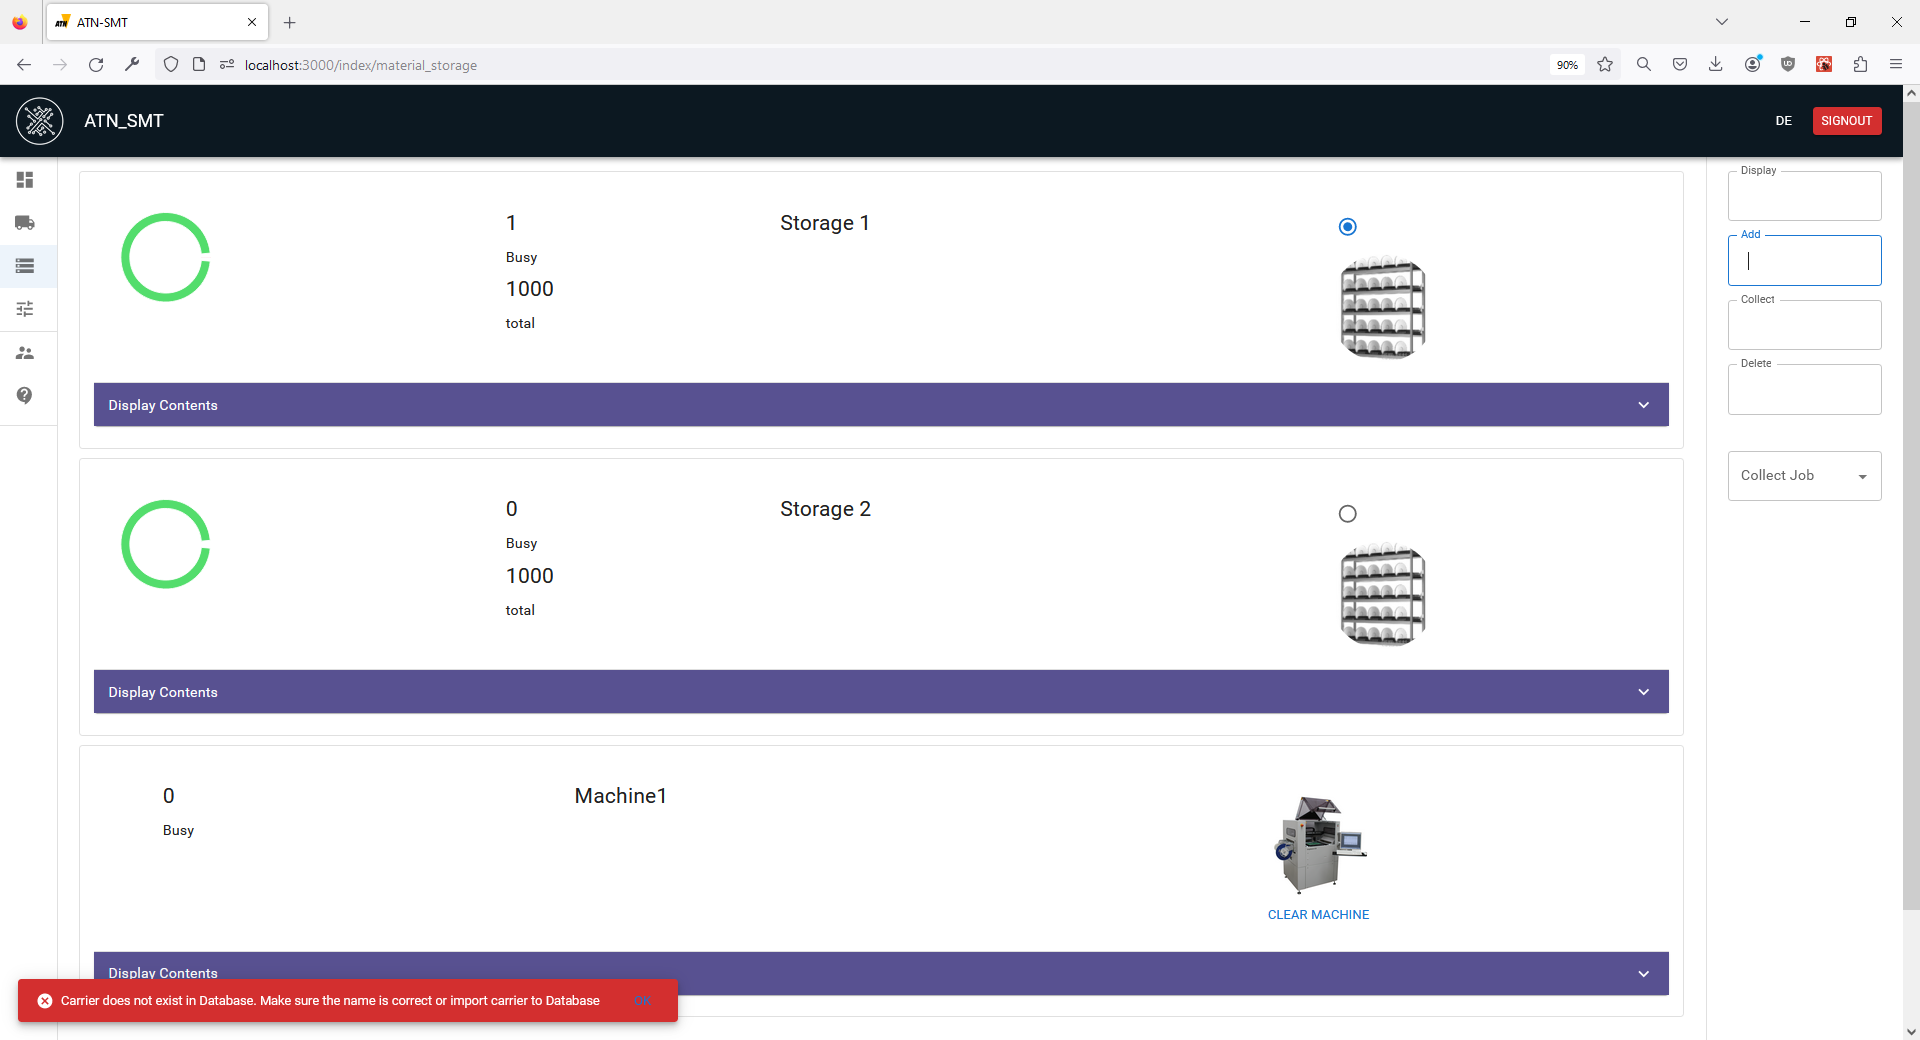 ATN-SMT
localhost:3000/index/material_storage
90%
ATN_SMT
DE
SIGNOUT
1
Busy
1000
total
Storage 1
Display Contents
0
Busy
1000
total
Storage 2
Display Contents
0
Busy
Machine1
CLEAR MACHINE
Display Contents
Carrier does not exist in Database. Make sure the name is correct or import carrier to Database
OK
Display
Add
Collect
Delete
Collect Job